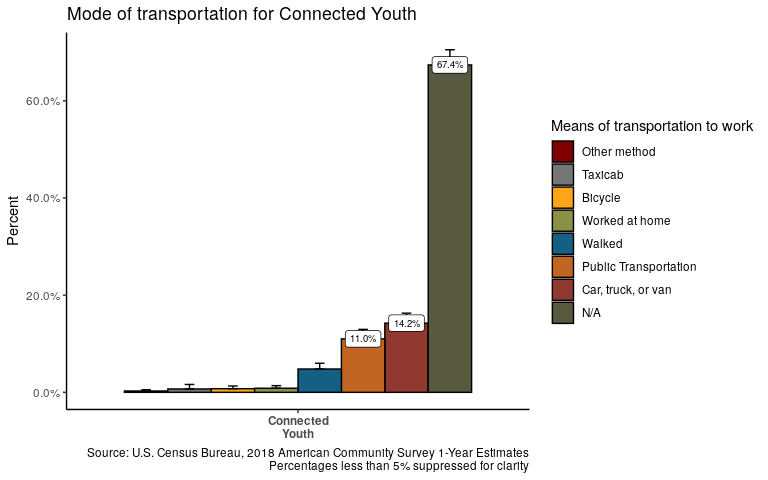 Mode of transportation for Connected Youth
Percent
60.0%
40.0%
20.0%
0.0%
67.4%
14.2%
11.0%
Connected
Youth
Means of transportation to work
Other method
Taxicab
Bicycle
Worked at home
Walked
Public Transportation
Car, truck, or van
N/A
Source: U.S. Census Bureau, 2018 American Community Survey 1-Year Estimates
Percentages less than 5% suppressed for clarity